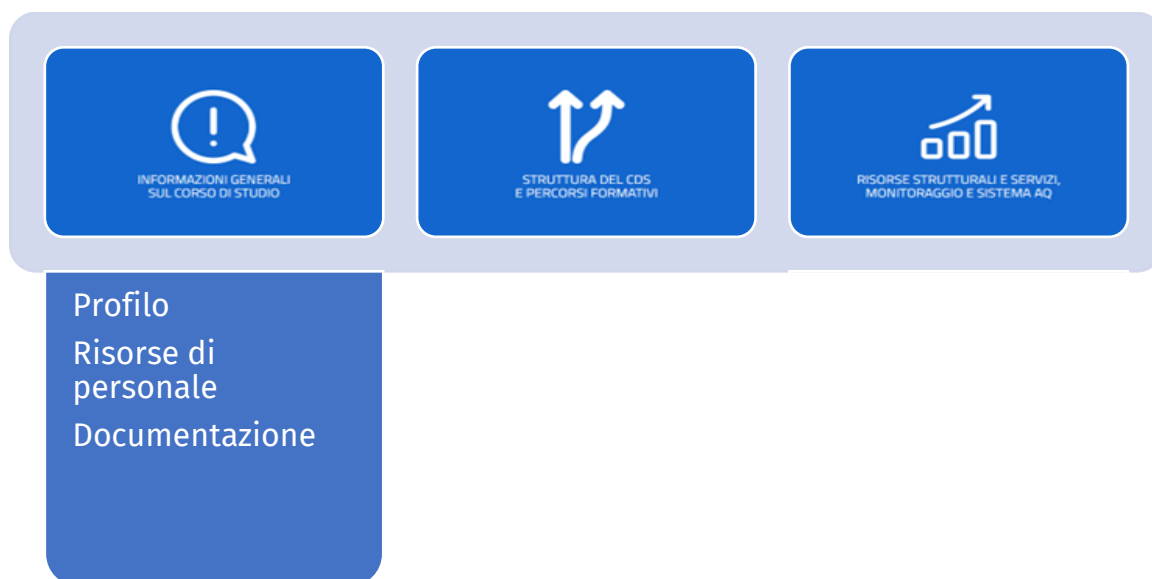 INFORMAZIONI GENERALI
SUL CORSO DI STUDIO
STRUTTURA DEL CDS
E PERCORSI FORMATIVI
RISORSE STRUTTURALI E SERVIZI,
MONITORAGGIO E SISTEMA AQ
Profilo
Risorse di
personale
Documentazione